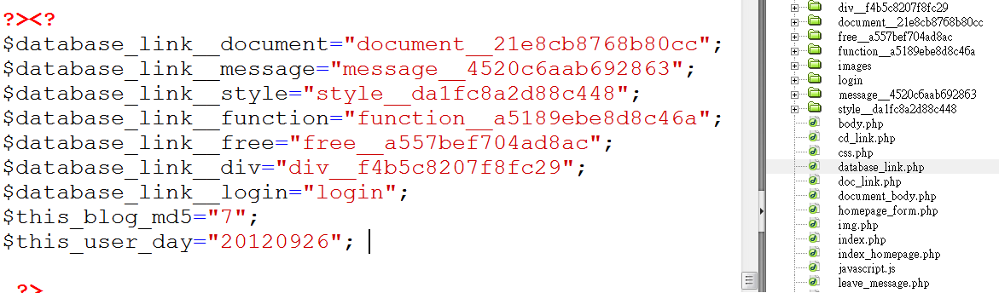 ?><?
$database_link__document="document__21e8cb8768b80cc";
$database_link__message="message__4520c6aab692863";
$database_link__style="style__da1fc8a2d88c448";
$database_link__function="function__a5189ebe8d8c46a";
$database_link__free="free__a557bef704ad8ac";
$database_link__div="div__f4b5c8207f8fc29";
$database_link__login="login";
$this_blog_md5="7";
$this_user_day="20120926";
?>
div__f4b5c8207f8fc29
document__21e8cb8768b80cc
free__a557bef704ad8ac
function__a5189ebe8d8c46a
images
login
message__4520c6aab692863
style__da1fc8a2d88c448
body.php
cd_link.php
css.php
database_link.php
doc_link.php
document_body.php
homepage_form.php
img.php
index.php
index_homepage.php
javascript.js
leave_message.php